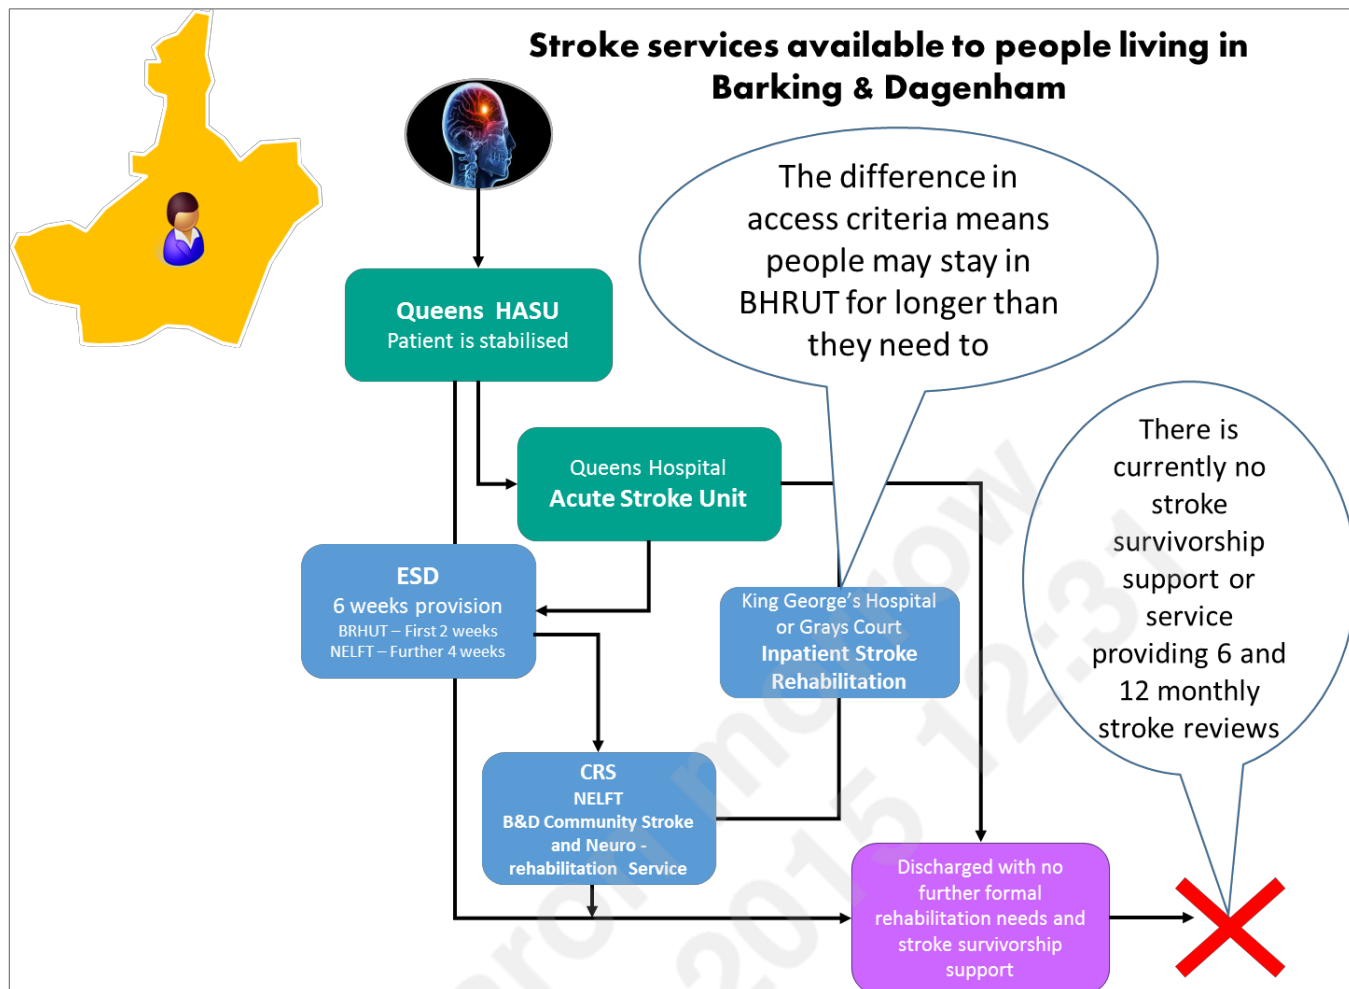 Stroke services available to people living in
Barking & Dagenham
The difference in
access criteria means
people may stay in
BHRUT for longer than
they need to
Queens HASU
Patient is stabilised
Queens Hospital
Acute Stroke Unit
There is
currently no
stroke
survivorship
support or
service
providing 6 and
12 monthly
stroke reviews
ESD
6 weeks provision
BRHUT – First 2 weeks
NELFT – Further 4 weeks
King George's Hospital
or Grays Court
Inpatient Stroke
Rehabilitation
CRS
NELFT
B&D Community Stroke
and Neuro -
rehabilitation Service
Discharged with no
further formal
rehabilitation needs and
stroke survivorship
support
2015 12:31